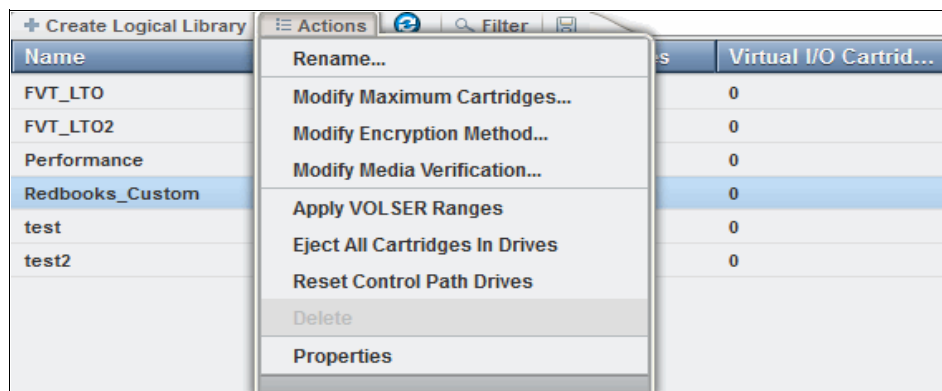 Create Logical Library Actions Filter
Name s Virtual I/O Cartrid...
Rename...
FVT_LTO 0
Modify Maximum Cartridges...
FVT_LTO2 0
Modify Encryption Method...
Performance 0
Modify Media Verification...
Redbooks_Custom 0
Apply VOLSER Ranges
test 0
Eject All Cartridges In Drives
test2 0
Reset Control Path Drives
Delete
Properties